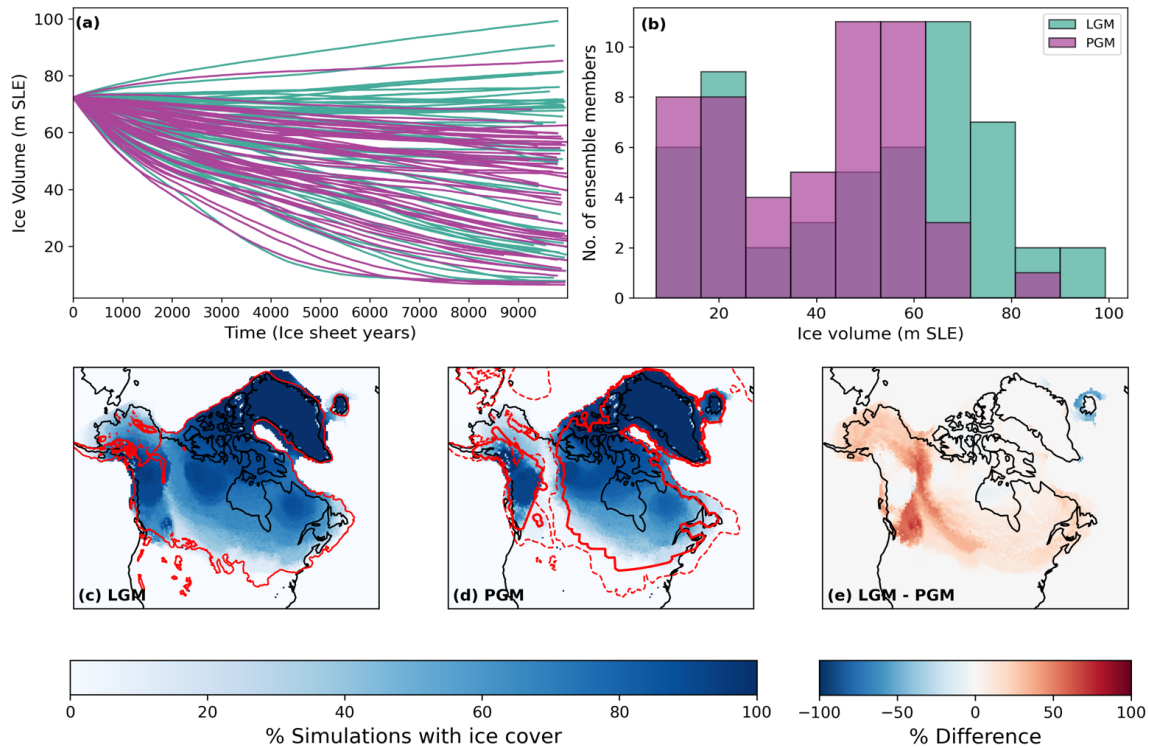 (a)
100
80
60
40
20
Ice Volume (m SLE)
0 1000 2000 3000 4000 5000 6000 7000 8000 9000
Time (Ice sheet years)
(b)
LGM
PGM
10
8
6
4
2
0
No. of ensemble members
20 40 60 80 100
Ice volume (m SLE)
(c) LGM
(d) PGM
(e) LGM - PGM
0 20 40 60 80 100
% Simulations with ice cover
−100 −50 0 50 100
% Difference